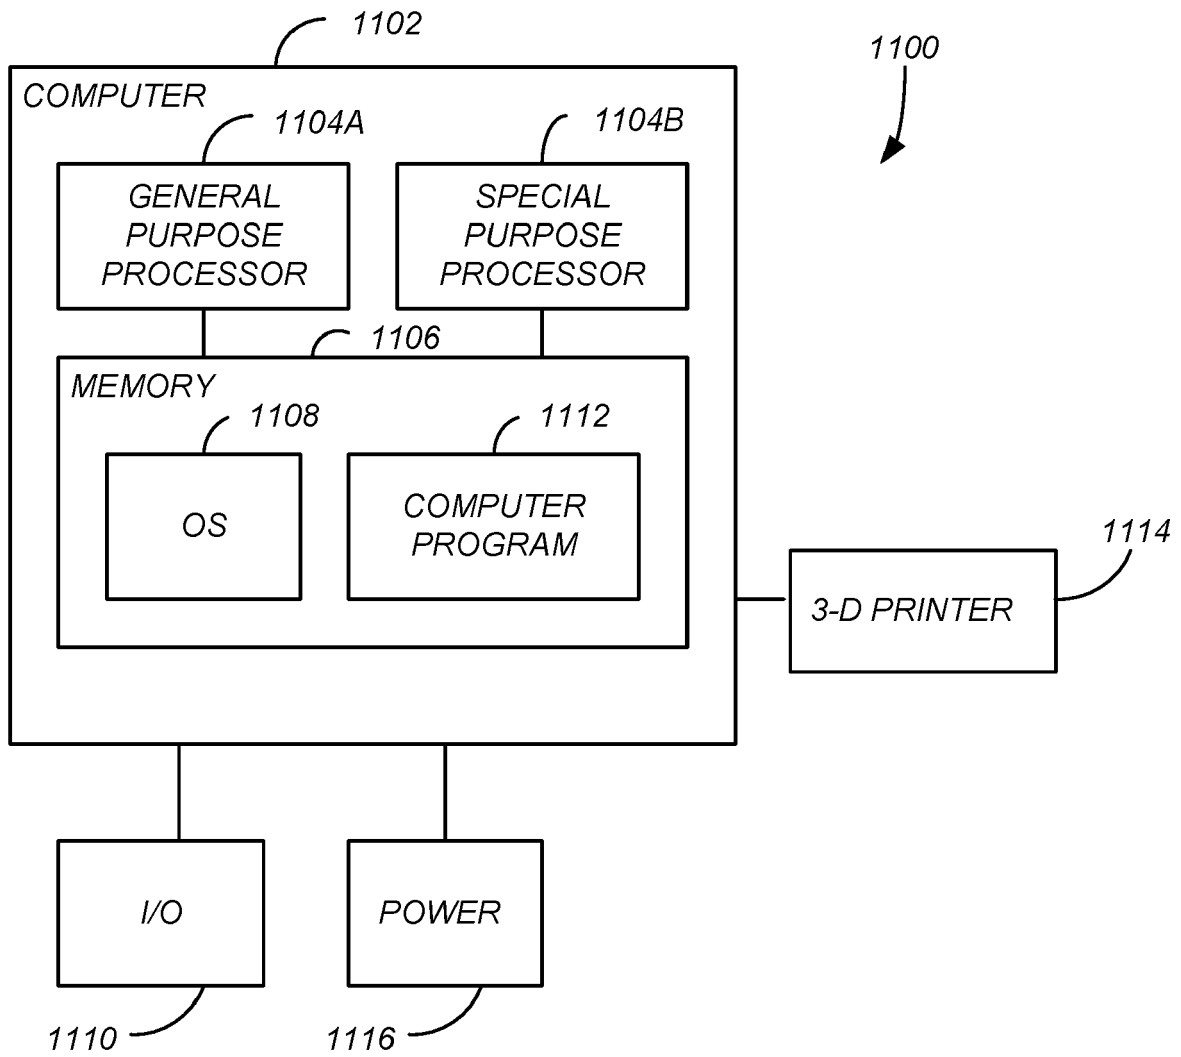 1102
1100
COMPUTER
1104A
1104B
GENERAL
PURPOSE
PROCESSOR
SPECIAL
PURPOSE
PROCESSOR
1106
MEMORY
1108
1112
OS
COMPUTER
PROGRAM
1114
3-D PRINTER
I/O
POWER
1110
1116